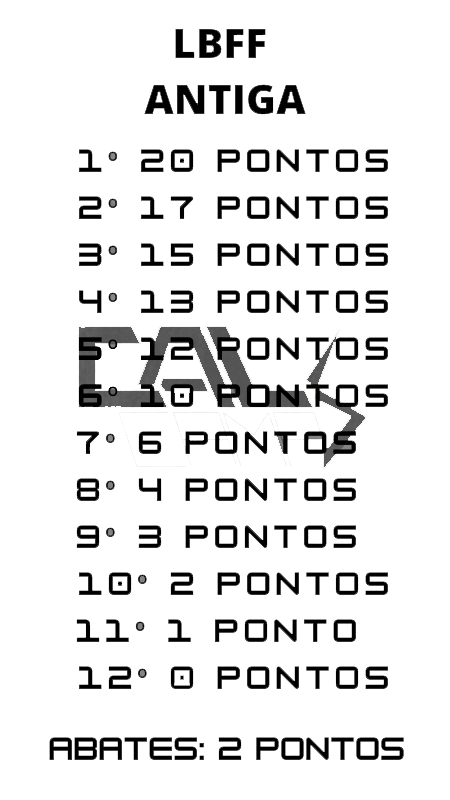 LBFF
ANTIGA
1° 20 PONTOS
2° 17 PONTOS
3° 15 PONTOS
4° 13 PONTOS
5° 12 PONTOS
6° 10 PONTOS
7° 6 PONTOS
8° 4 PONTOS
9° 3 PONTOS
10° 2 PONTOS
11° 1 PONTO
12° 0 PONTOS
ABATES: 2 PONTOS